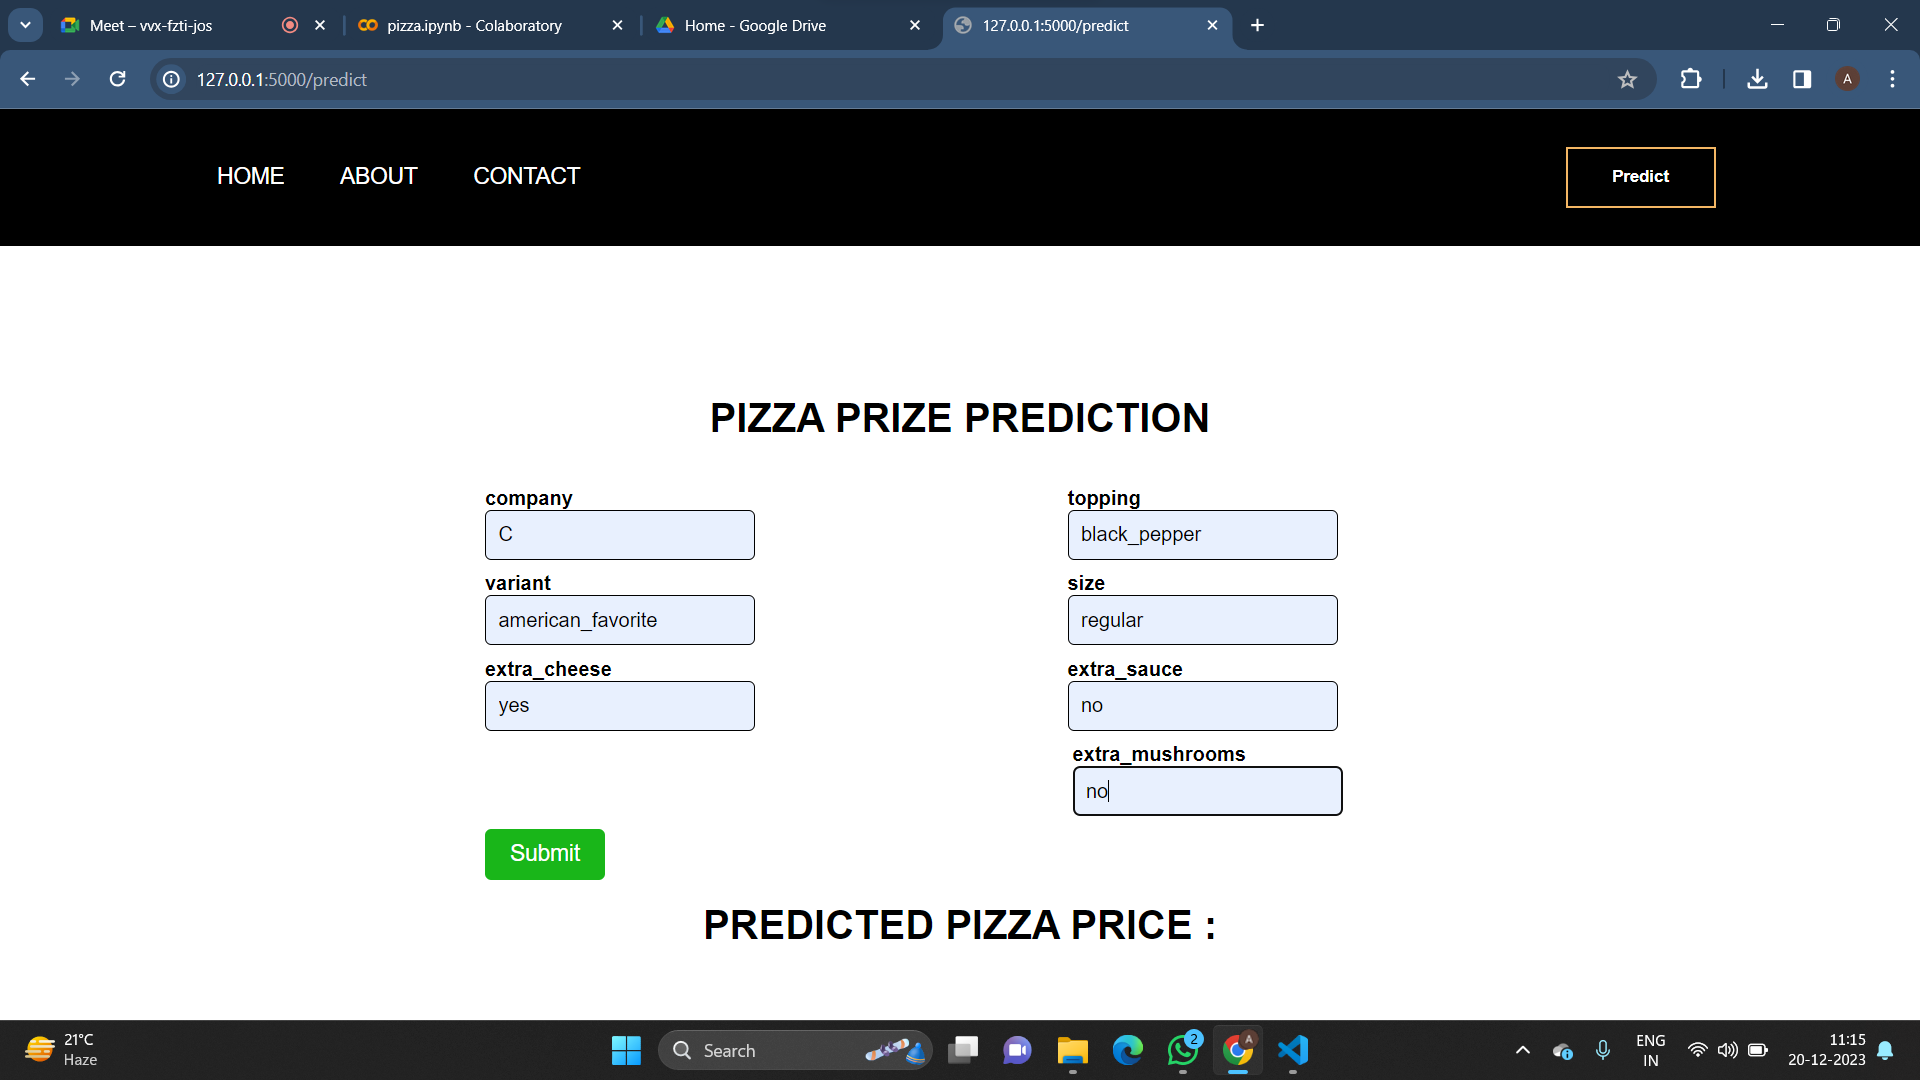 Meet – vvx-fzti-jos
pizza.ipynb - Colaboratory
Home - Google Drive
127.0.0.1:5000/predict
127.0.0.1:5000/predict
A
HOME ABOUT CONTACT
Predict
PIZZA PRIZE PREDICTION
company
C
topping
black_pepper
variant
american_favorite
size
regular
extra_cheese
yes
extra_sauce
no
extra_mushrooms
no
Submit
PREDICTED PIZZA PRICE :
21°C
Haze
Search
2
A
ENG
IN
11:15
20-12-2023